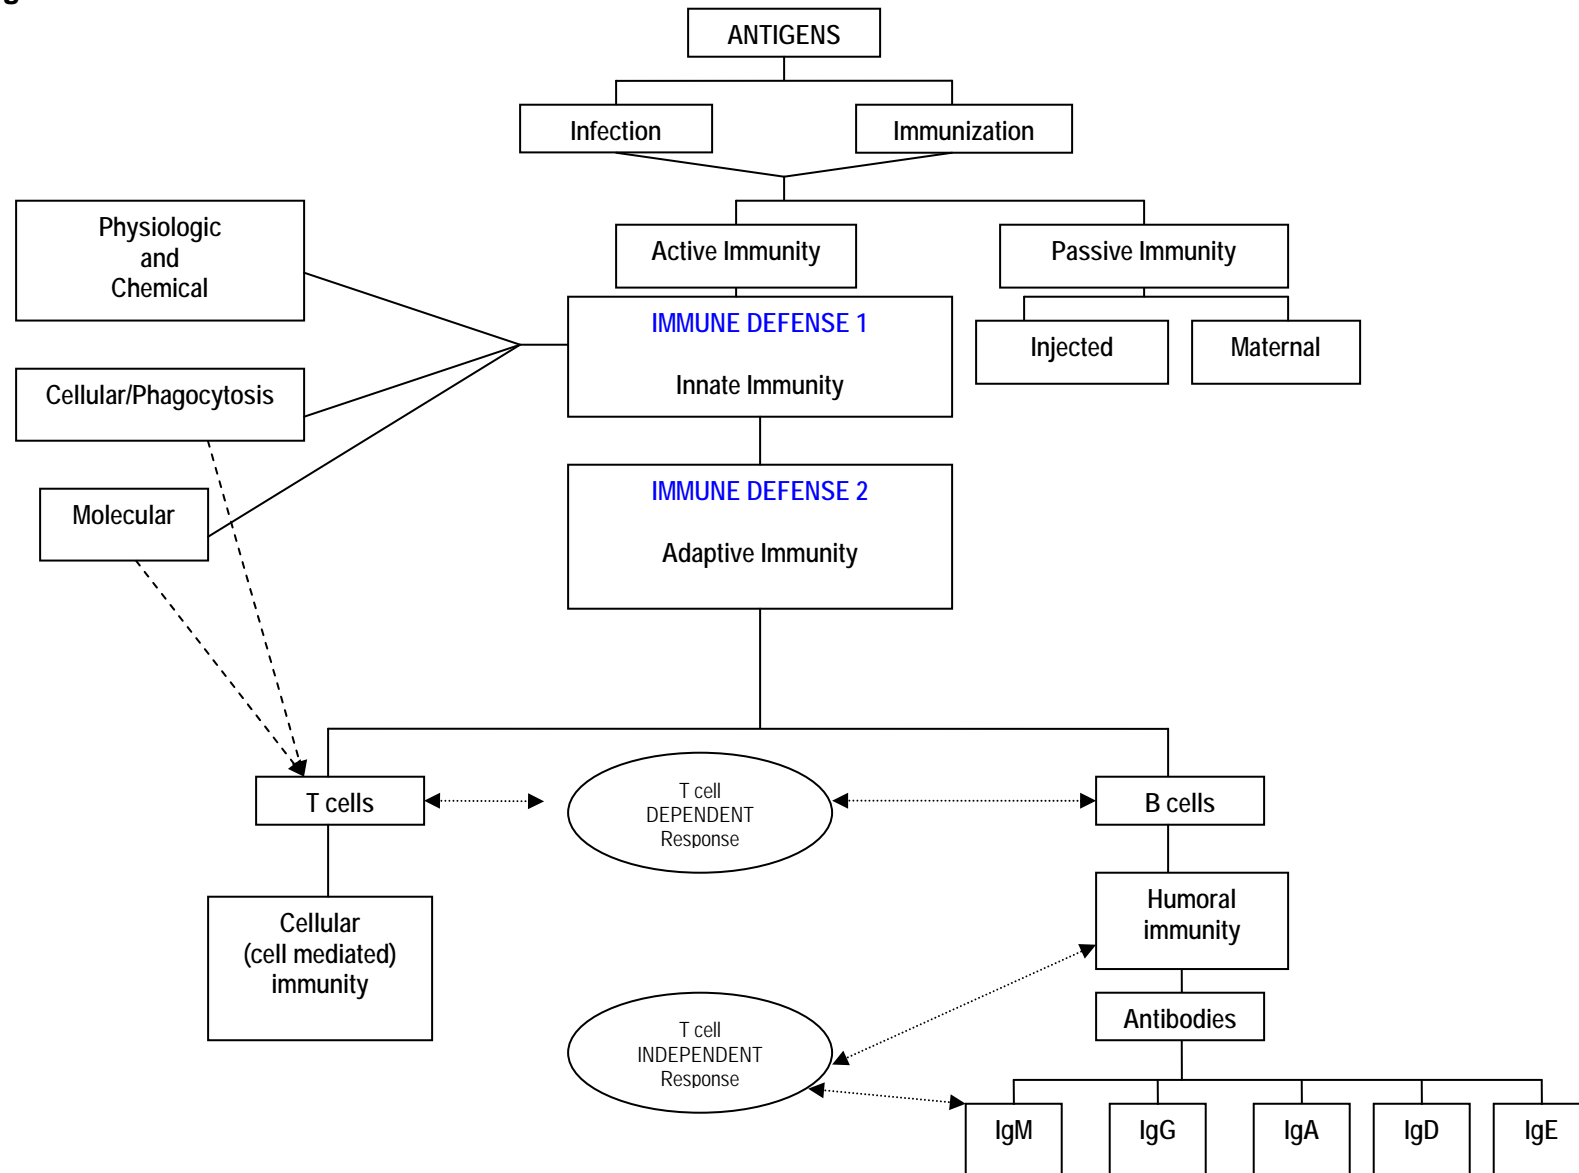 ANTIGENS
Infection
Immunization
Active Immunity
Passive Immunity
Physiologic
and
Chemical
IMMUNE DEFENSE 1
Innate Immunity
Injected
Maternal
Cellular/Phagocytosis
IMMUNE DEFENSE 2
Adaptive Immunity
Molecular
T cells
T cell
DEPENDENT
Response
B cells
Cellular
(cell mediated)
immunity
Humoral
immunity
T cell
INDEPENDENT
Response
Antibodies
IgM
IgG
IgA
IgD
IgE